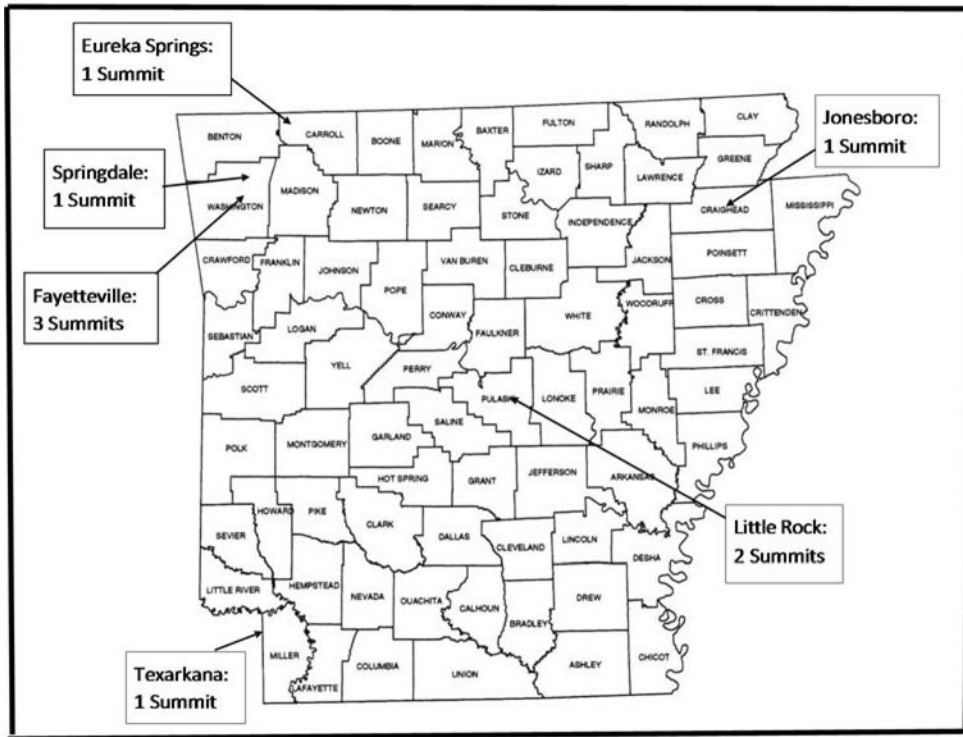 Eureka Springs:
1 Summit
Jonesboro:
1 Summit
Springdale:
1 Summit
Fayetteville:
3 Summits
Little Rock:
2 Summits
Texarkana:
1 Summit
BENTON
CARROLL
BOONE
MARION
BAXTER
FULTON
RANDOLPH
CLAY
IZARD
SHARP
LAWRENCE
GREENE
WASHINGTON
MADISON
NEWTON
SEARCY
STONE
INDEPENDENCE
CRAIGHEAD
MISSISSIPPI
CRAWFORD
FRANKLIN
JOHNSON
POPE
VAN BUREN
CLEBURNE
JACKSON
POINSETT
SEBASTIAN
LOGAN
CONWAY
FAULKNER
WHITE
WOODRUFF
CROSS
CRITTENDEN
ST. FRANCIS
SCOTT
YELL
PERRY
PULASKI
LONOKE
PRAIRIE
MONROE
LEE
PHILLIPS
POLK
MONTGOMERY
GARLAND
SALINE
HOT SPRING
GRANT
JEFFERSON
ARKANSAS
SEVIER
HOWARD
PIKE
CLARK
DALLAS
CLEVELAND
LINCOLN
DESHA
LITTLE RIVER
HEMPSTEAD
NEVADA
OUACHITA
CALHOUN
BRADLEY
DREW
MILLER
LAFAYETTE
COLUMBIA
UNION
ASHLEY
CHICOT